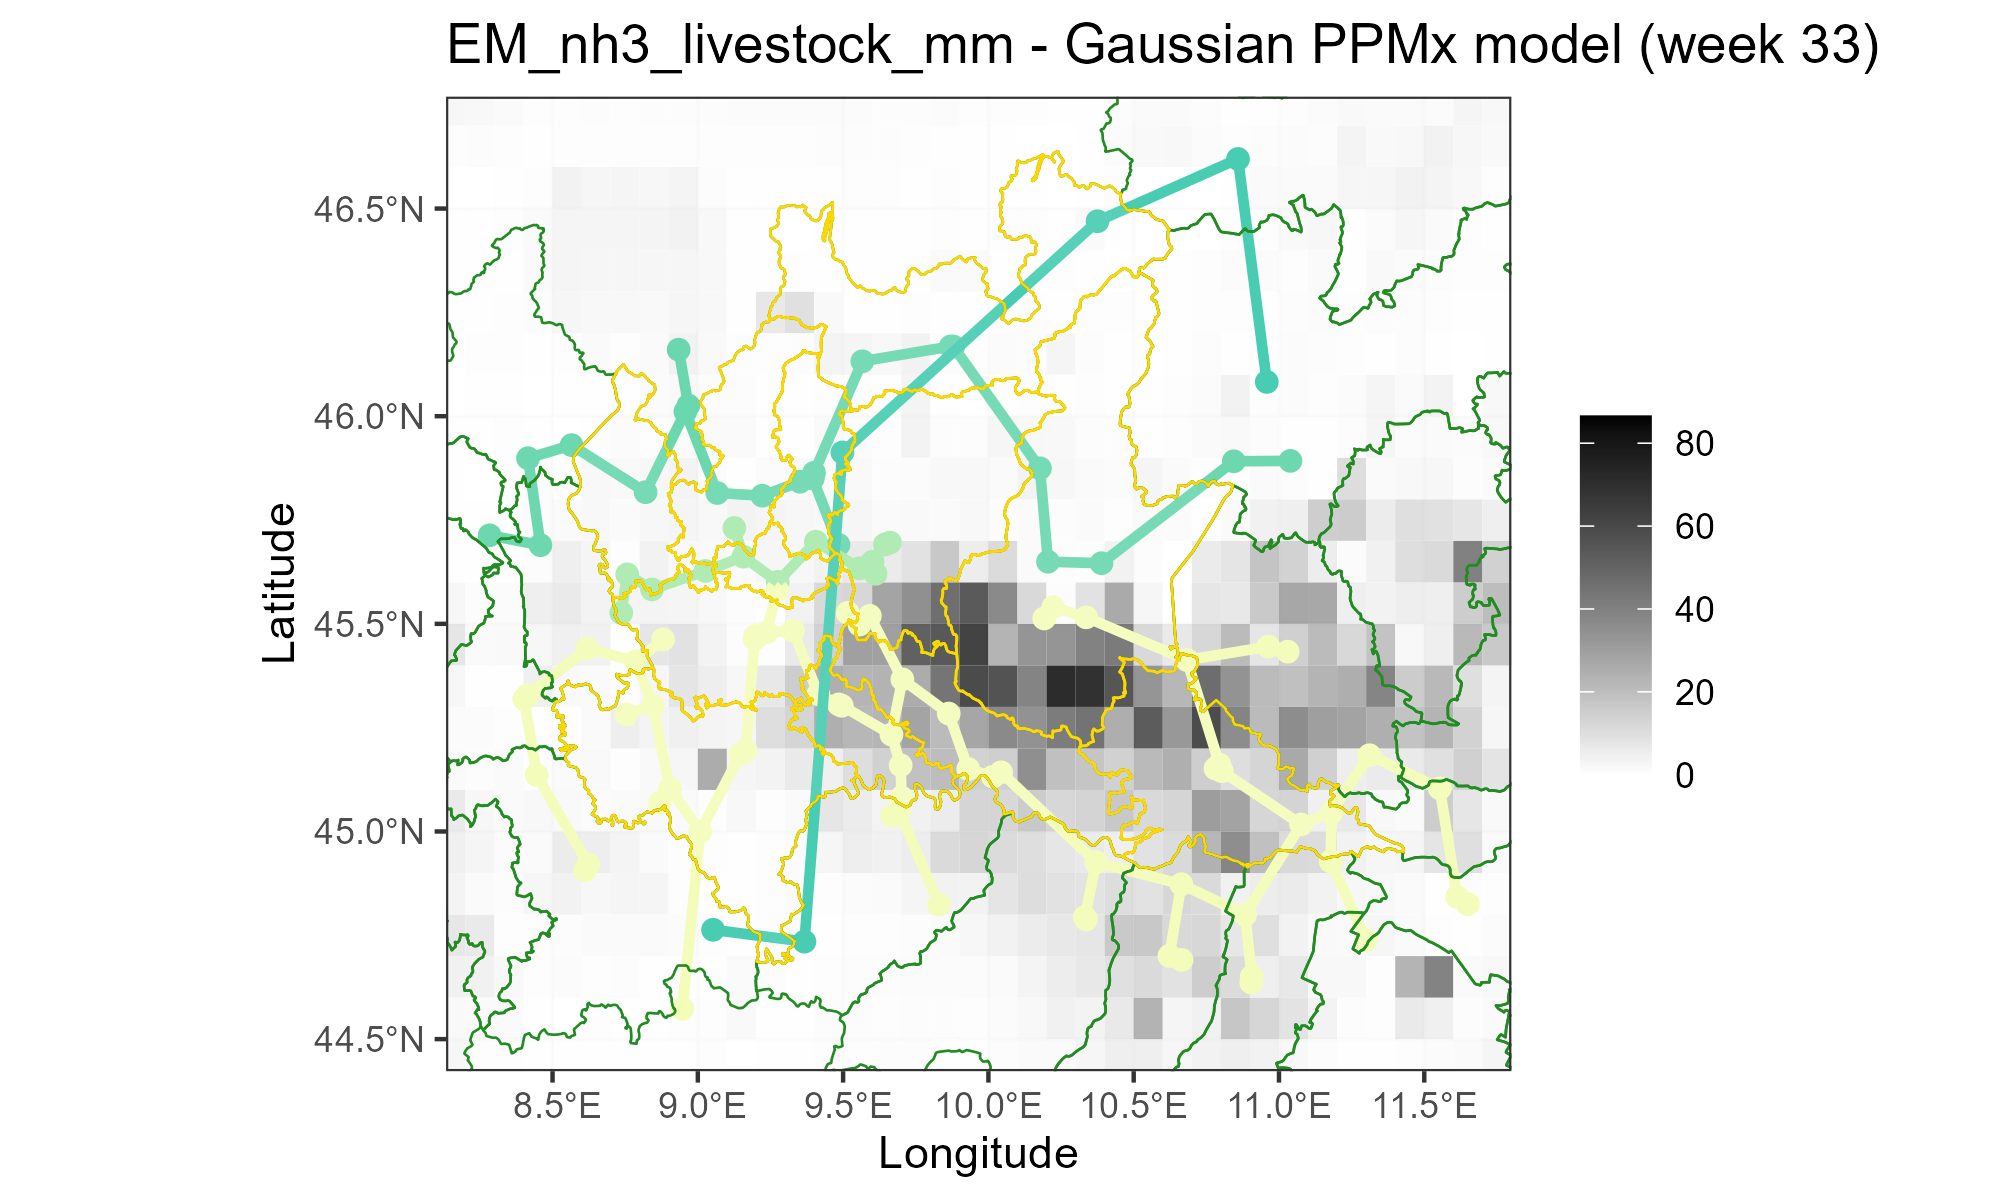 EM_nh3_livestock_mm - Gaussian PPMx model (week 33)
46.5°N
46.0°N
45.5°N
45.0°N
44.5°N
Latitude
8.5°E
9.0°E
9.5°E
10.0°E
10.5°E
11.0°E
11.5°E
Longitude
80
60
40
20
0